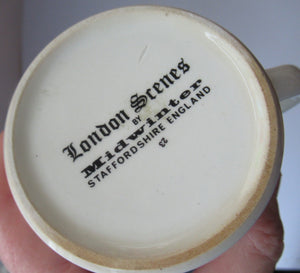 London Scenes
BY
Midwinter
STAFFORDSHIRE ENGLAND